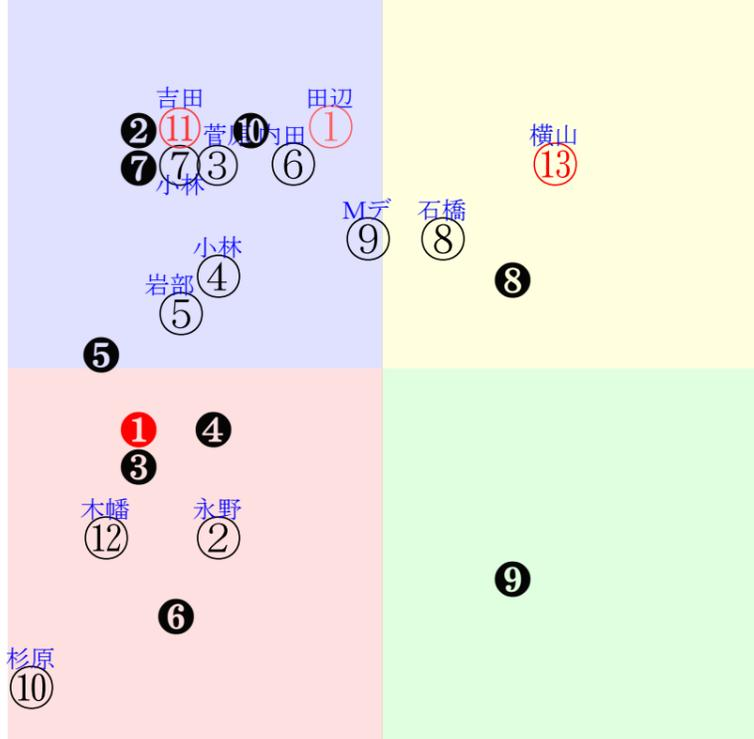 吉田
田辺
❷
⑪
菅原
❿
内田
①
横山
❼
⑦
③
⑥
⑬
小林
Mデ
石橋
⑨
⑧
小林
④
❽
岩部
⑤
❺
❶
❹
❸
木幡
永野
⑫
②
❾
❻
杉原
⑩